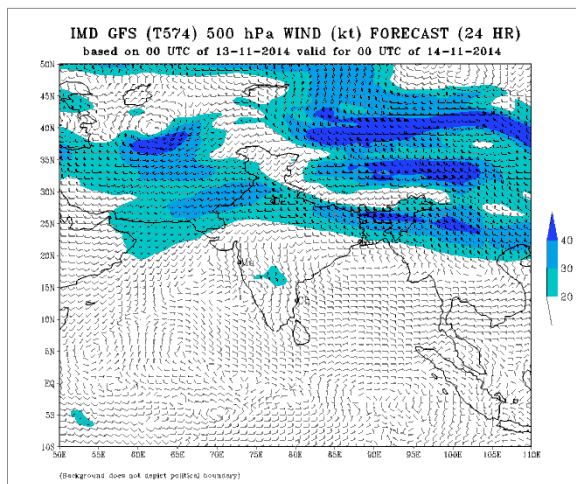 IMD GFS (T574) 500 hPa WIND (kt) FORECAST (24 HR)
based on 00 UTC of 13-11-2014 valid for 00 UTC of 14-11-2014
50N
45N
40N
35N
30N
25N
20N
15N
10N
5N
EQ
5S
10S
50E 55E 60E 65E 70E 75E 80E 85E 90E 95E 100E 105E 110E
40
30
20
(Background does not depict political boundary)